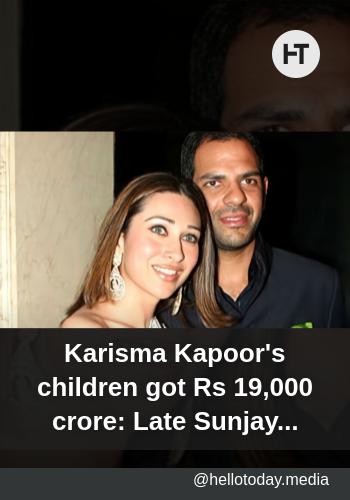 HT
Karisma Kapoor's
children got Rs 19,000
crore: Late Sunjay...
@hellotoday.media